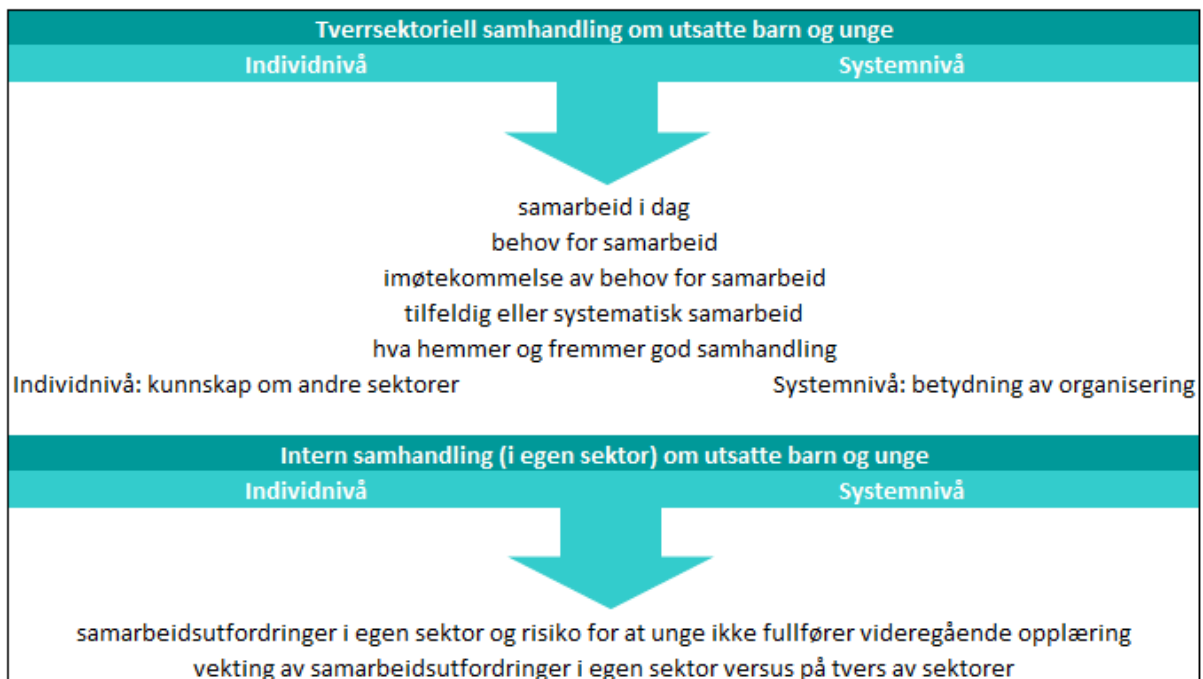 Tverrsektoriell samhandling om utsatte barn og unge
Individnivå Systemnivå
samarbeid i dag
behov for samarbeid
imøtekommelse av behov for samarbeid
tilfeldig eller systematisk samarbeid
hva hemmer og fremmer god samhandling
Individnivå: kunnskap om andre sektorer Systemnivå: betydning av organisering
Intern samhandling (i egen sektor) om utsatte barn og unge
Individnivå Systemnivå
samarbeidsutfordringer i egen sektor og risiko for at unge ikke fullfører videregående opplæring
vekting av samarbeidsutfordringer i egen sektor versus på tvers av sektorer